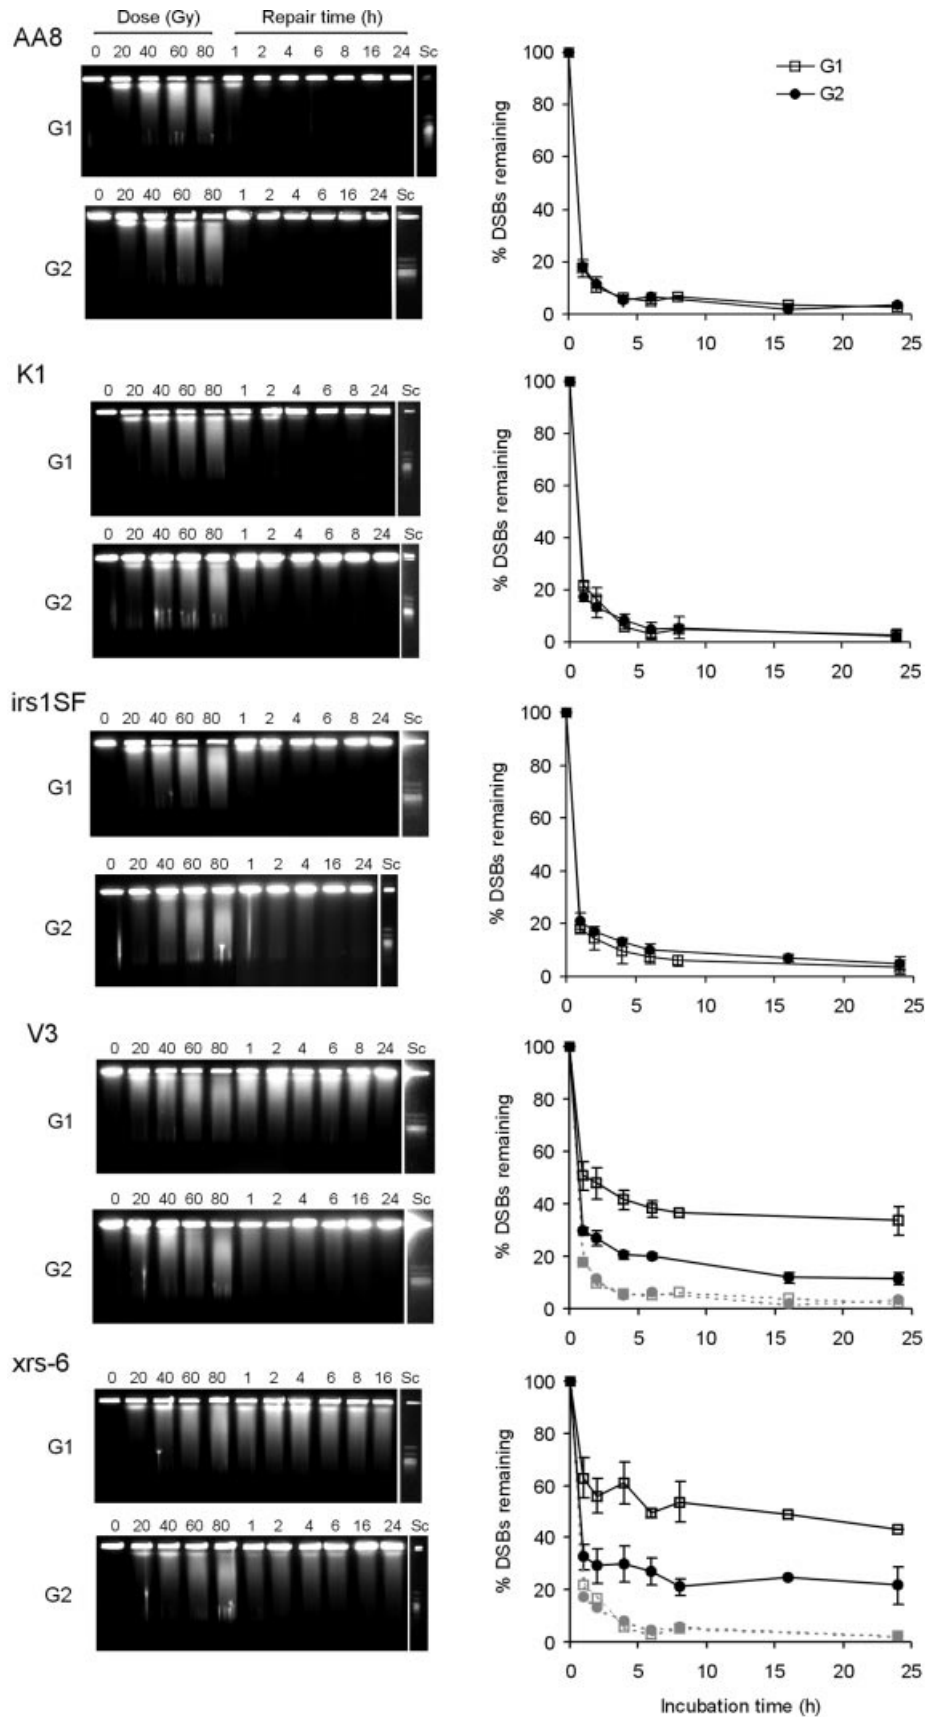 Dose (Gy) Repair time (h)
AA8
0 20 40 60 80 1 2 4 6 8 16 24 Sc
G1
0 20 40 60 80 1 2 4 6 16 24 Sc
G2
% DSBs remaining
100
80
60
40
20
0
0 5 10 15 20 25
G1
G2
K1
0 20 40 60 80 1 2 4 6 8 24 Sc
G1
0 20 40 60 80 1 2 4 6 8 24 Sc
G2
% DSBs remaining
100
80
60
40
20
0
0 5 10 15 20 25
irs1SF
0 20 40 60 80 1 2 4 6 8 24 Sc
G1
0 20 40 60 80 1 2 4 16 24 Sc
G2
% DSBs remaining
100
80
60
40
20
0
0 5 10 15 20 25
V3
0 20 40 60 80 1 2 4 6 8 24 Sc
G1
0 20 40 60 80 1 2 4 6 16 24 Sc
G2
% DSBs remaining
100
80
60
40
20
0
0 5 10 15 20 25
xrs-6
0 20 40 60 80 1 2 4 6 8 16 Sc
G1
0 20 40 60 80 1 2 4 6 16 24 Sc
G2
% DSBs remaining
100
80
60
40
20
0
0 5 10 15 20 25
Incubation time (h)